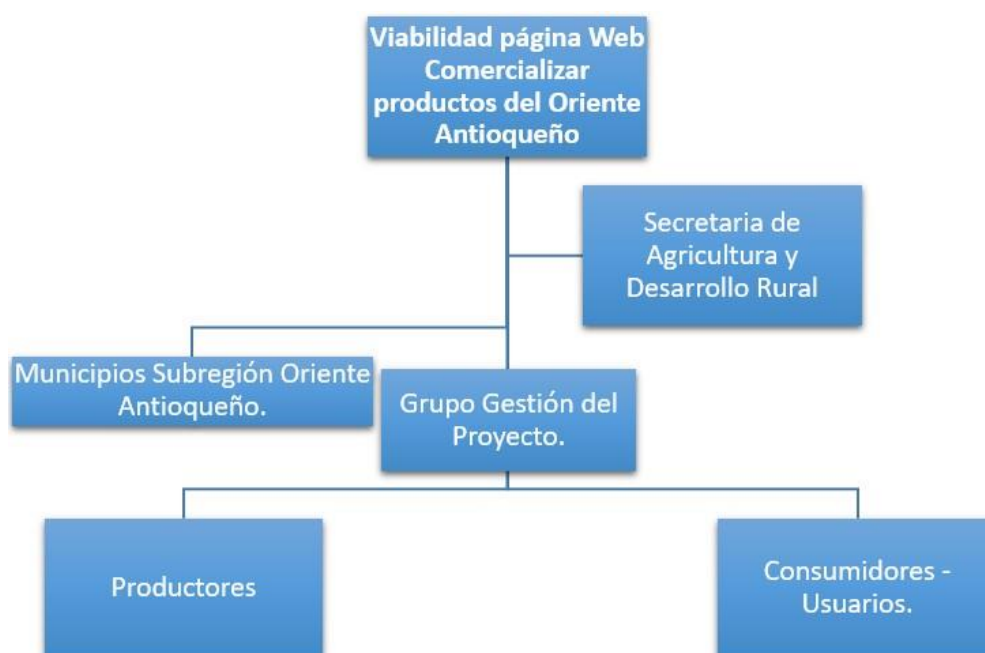 Viabilidad página Web
Comercializar
productos del Oriente
Antioqueño
Secretaria de
Agricultura y
Desarrollo Rural
Municipios Subregión Oriente
Antioqueño.
Grupo Gestión del
Proyecto.
Productores
Consumidores -
Usuarios.